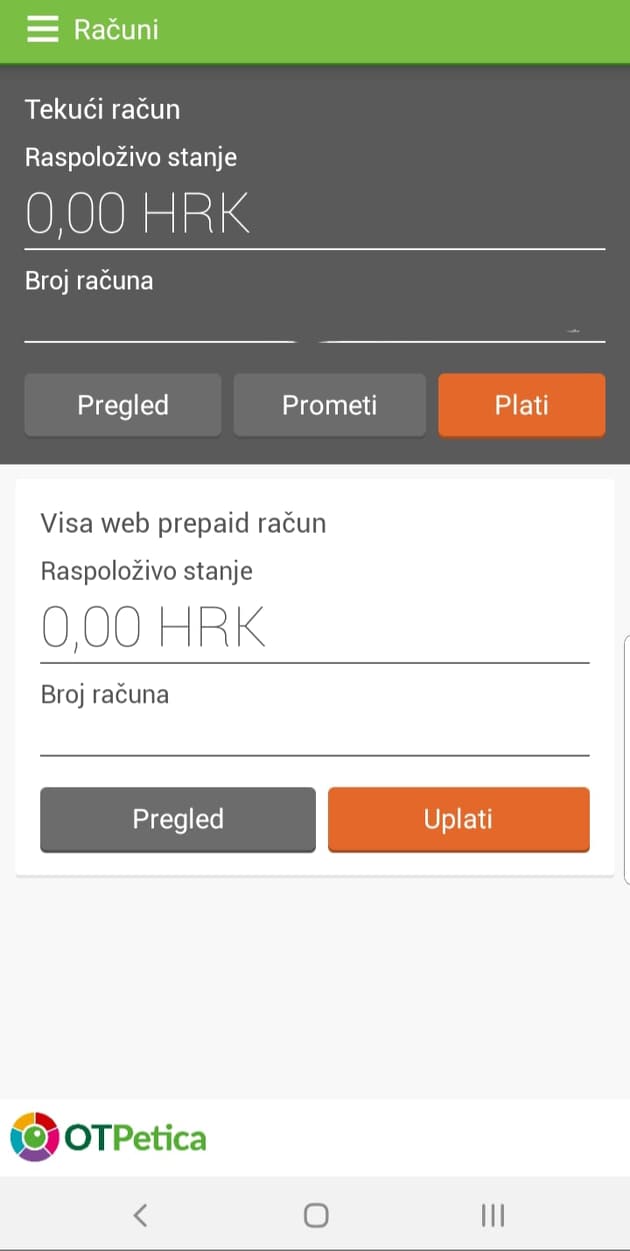 Računi
Tekući račun
Raspoloživo stanje
0,00 HRK
Broj računa
Pregled Prometi Plati
Visa web prepaid račun
Raspoloživo stanje
0,00 HRK
Broj računa
Pregled Uplati
OTPetica